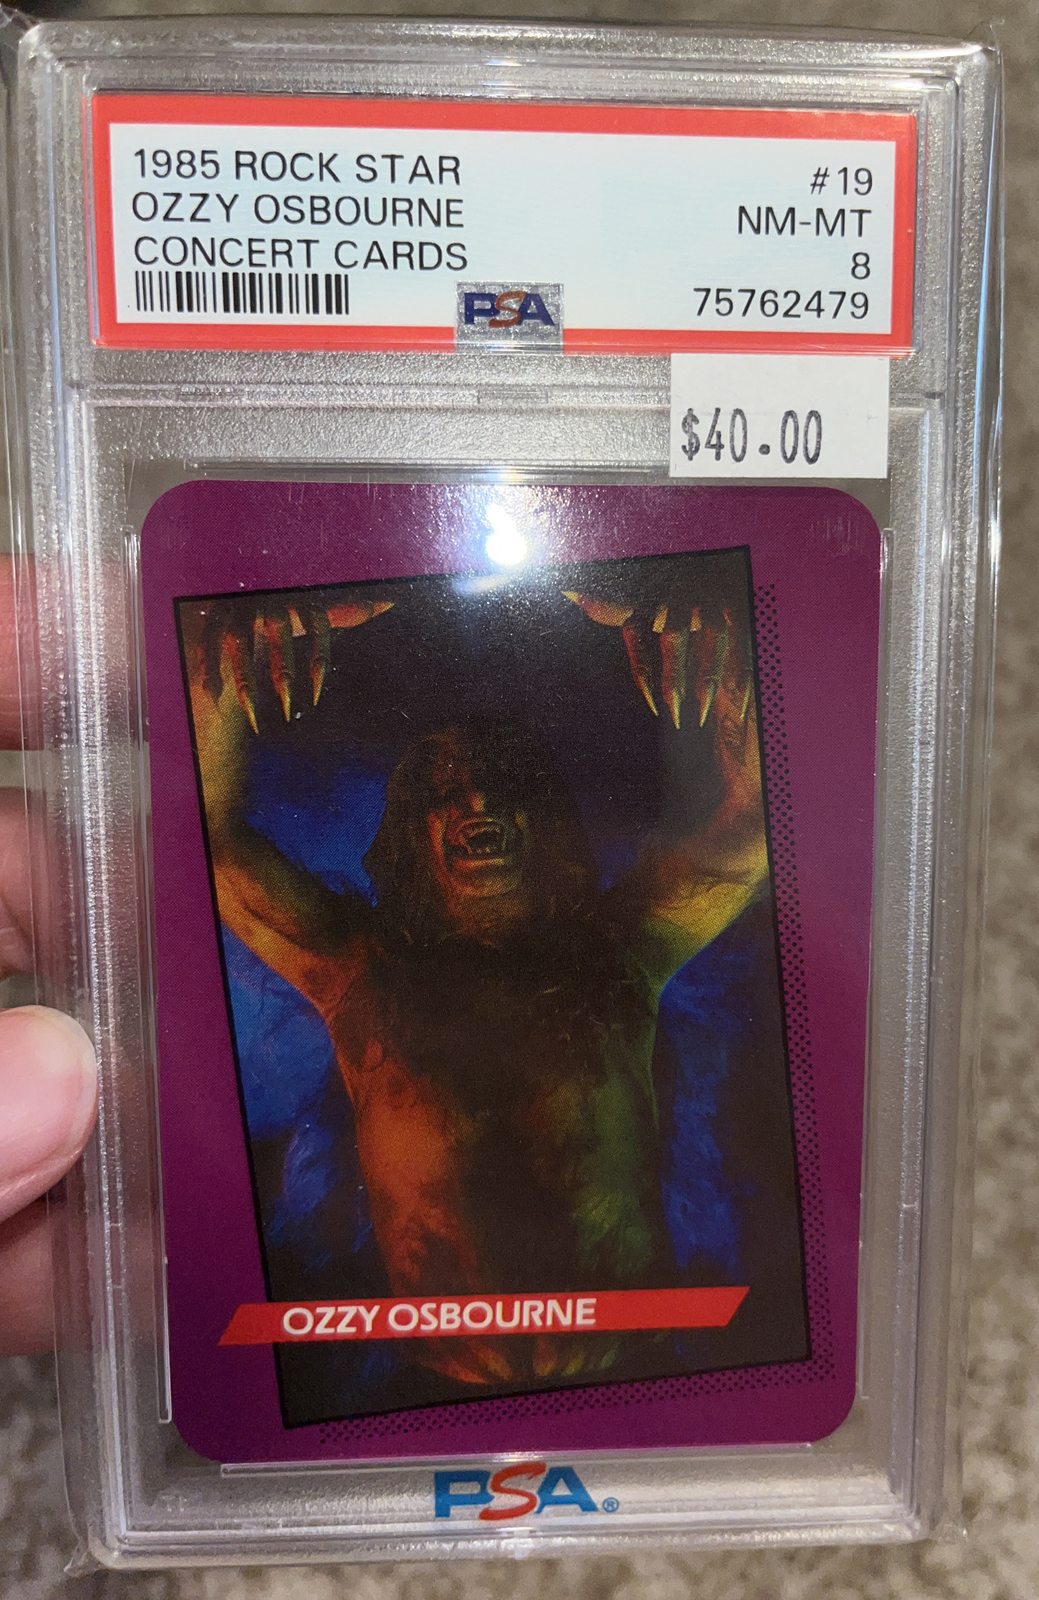 1985 ROCK STAR
OZZY OSBOURNE
CONCERT CARDS
#19
NM-MT
8
75762479
PSA
$40.00
OZZY OSBOURNE
PSA®